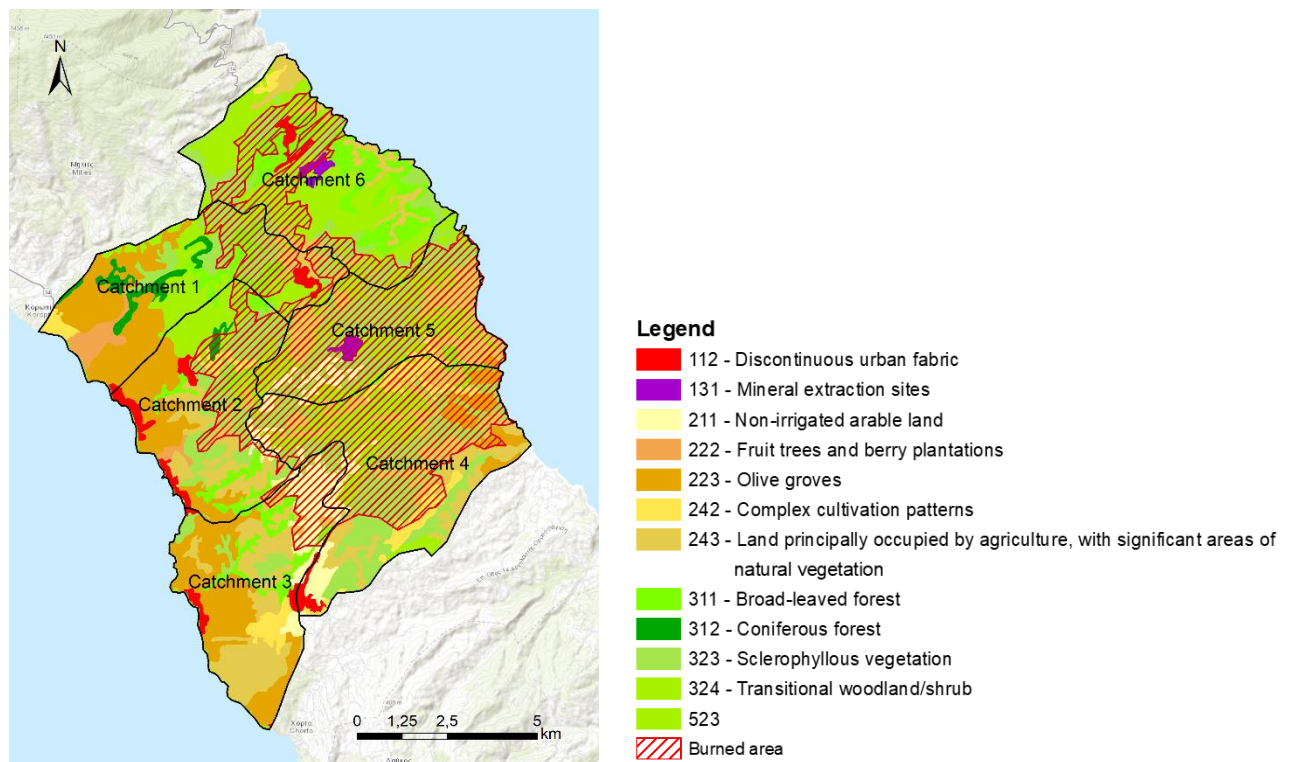 N
34
Μηλιές
Milies
Catchment 6
Catchment 1
34
Catchment 5
Catchment 2
Catchment 4
Catchment 3
0 1,25 2,5 5
km
Χόρτο
Chorto
Legend
112 - Discontinuous urban fabric
131 - Mineral extraction sites
211 - Non-irrigated arable land
222 - Fruit trees and berry plantations
223 - Olive groves
242 - Complex cultivation patterns
243 - Land principally occupied by agriculture, with significant areas of
natural vegetation
311 - Broad-leaved forest
312 - Coniferous forest
323 - Sclerophyllous vegetation
324 - Transitional woodland/shrub
523
Burned area